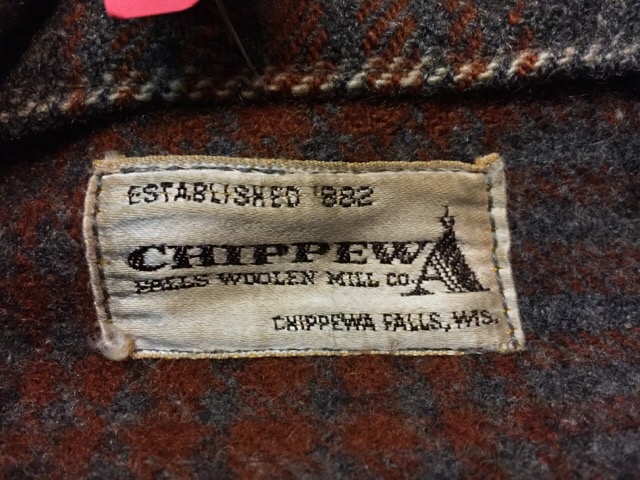 ESTABLISHED 1882
CHIPPEWA
FALLS WOOLEN MILL CO
CHIPPEWA FALLS, WIS.